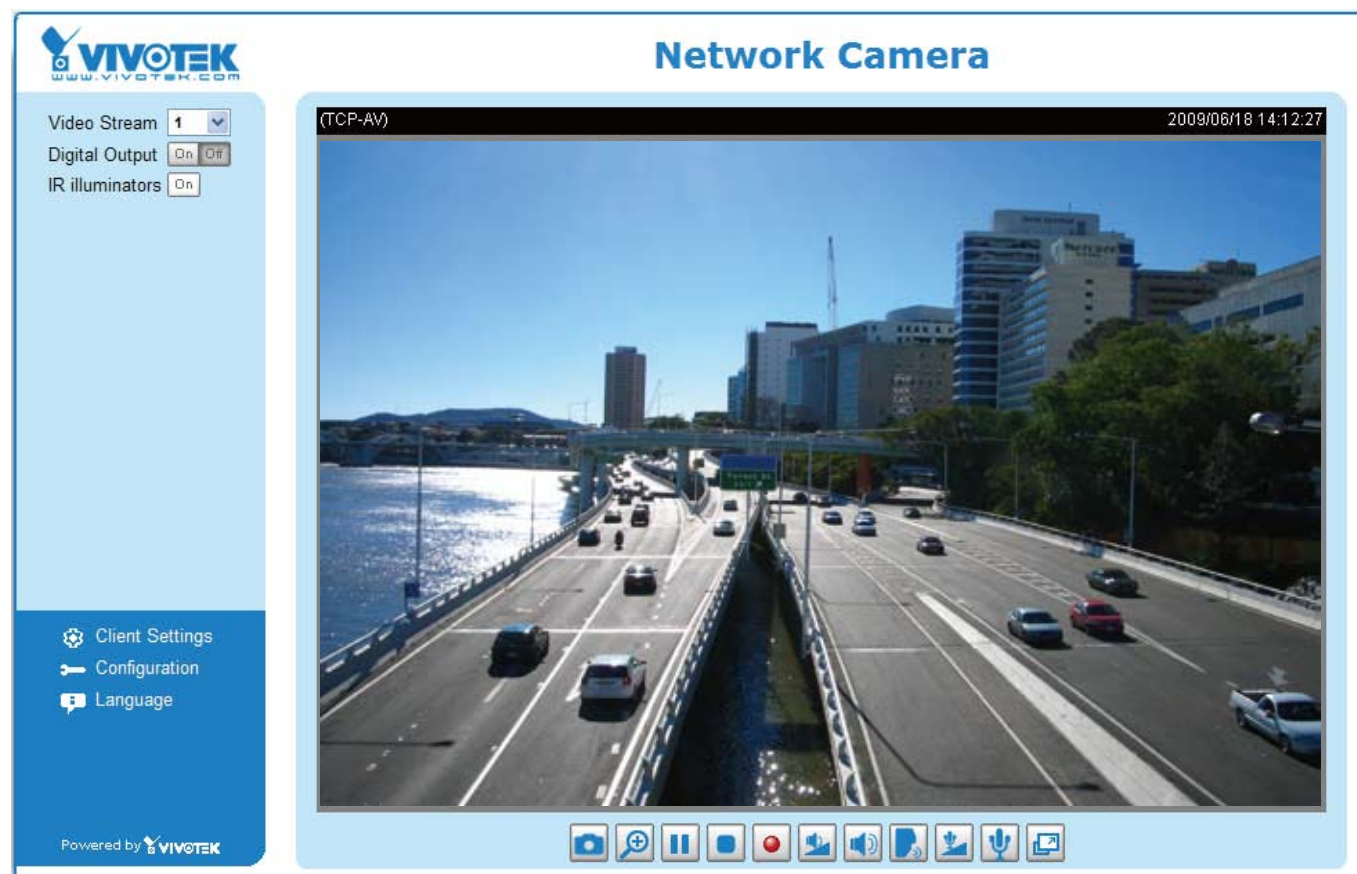 VIVOTEK
www.vivotek.com
Network Camera
Video Stream 1
Digital Output On Off
IR illuminators On
(TCP-AV) 2009/06/18 14:12:27
Client Settings
Configuration
Language
Powered by VIVOTEK